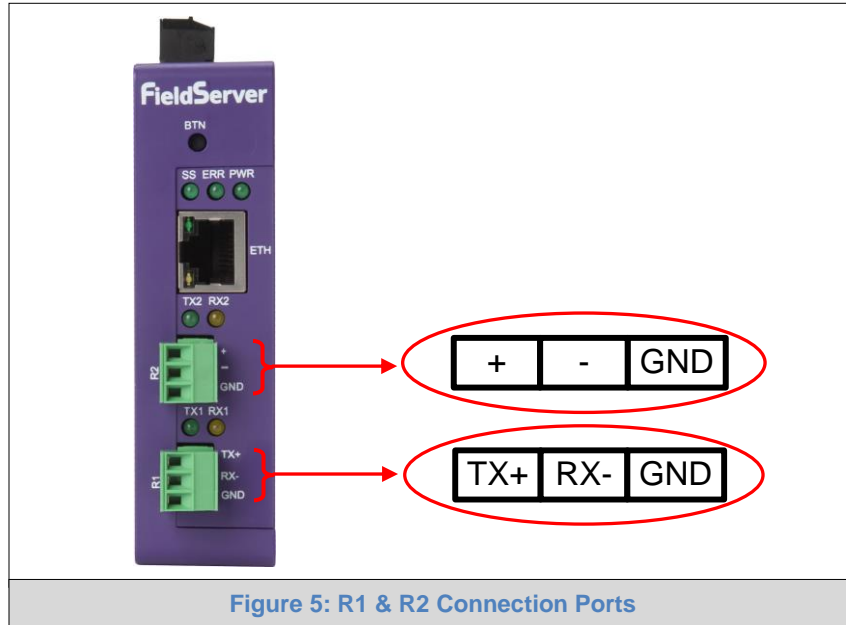 FieldServer
BTN
SS ERR PWR
ETH
TX2 RX2
R2
+
–
GND
+ - GND
TX1 RX1
R1
TX+
RX-
GND
TX+ RX- GND
Figure 5: R1 & R2 Connection Ports